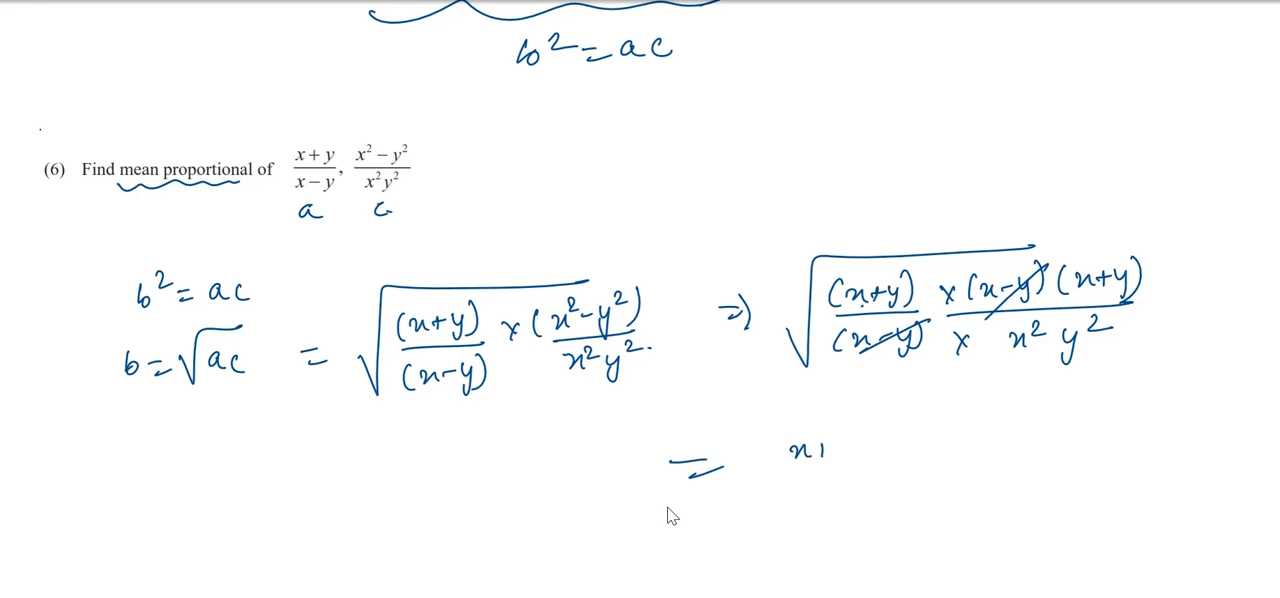 b² = ac
(6) Find mean proportional of (x + y)/(x − y), (x² − y²)/(x²y²)
a c
b² = ac
b = √ac = √((x+y)/(x−y) × (x²−y²)/(x²y²)) ⇒ √((x+y)/(x−y) × (x−y)(x+y)/(x x²y²))
= x